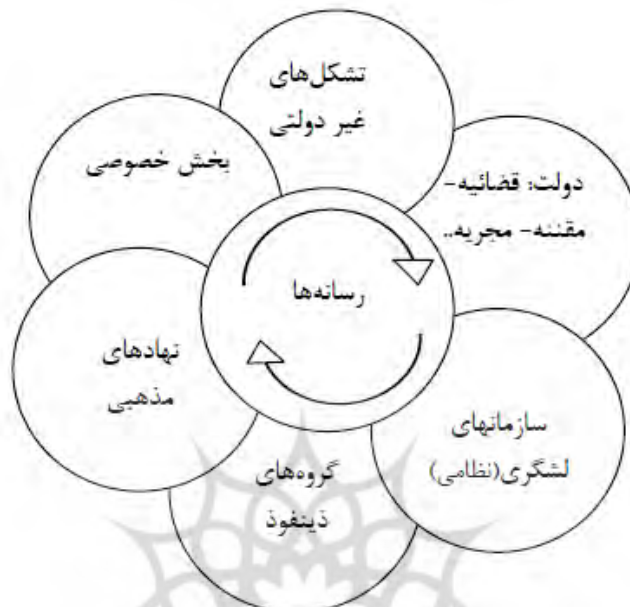 تشکل‌های
غیر دولتی
دولت: قضائیه-
مقننه- مجریه..
بخش خصوصی
رسانه‌ها
نهادهای
مذهبی
سازمانهای
لشگری(نظامی)
گروه‌های
ذینفوذ